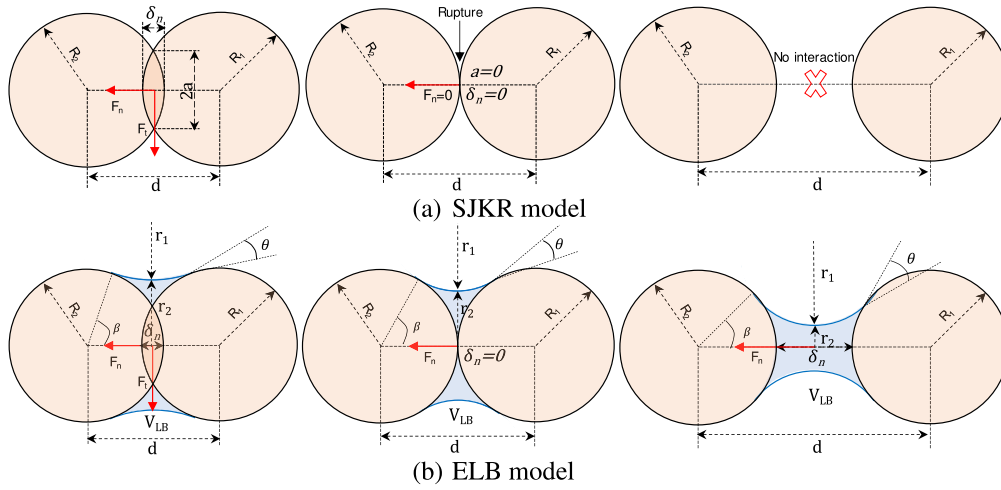 δn
R2
R1
2a
Fn
Ft
d
Rupture
R2
R1
a=0
Fn=0
δn=0
d
No interaction
R2
R1
d
(a) SJKR model
r1
θ
R2
R1
r2
β
δn
Fn
Ft
VLB
d
r1
θ
R2
R1
r2
β
Fn
δn=0
VLB
d
r1
θ
R2
R1
β
r2
Fn
δn
VLB
d
(b) ELB model